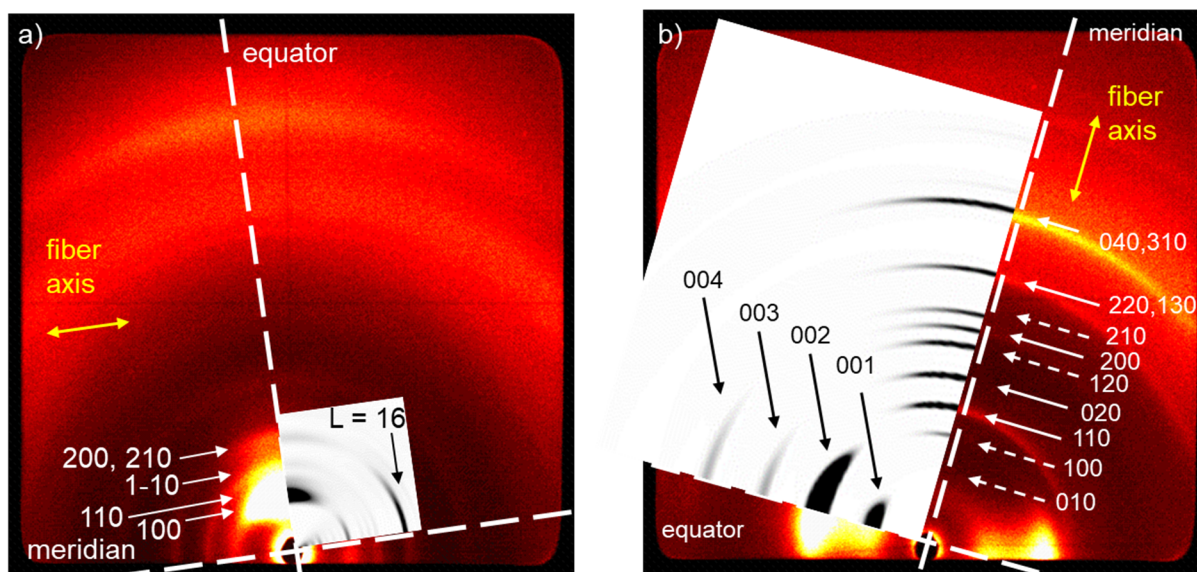 a)
equator
fiber
axis
L = 16
200, 210
1-10
110
100
meridian
b)
meridian
fiber
axis
040,310
004
003
002
001
220,130
210
200
120
020
110
100
010
equator